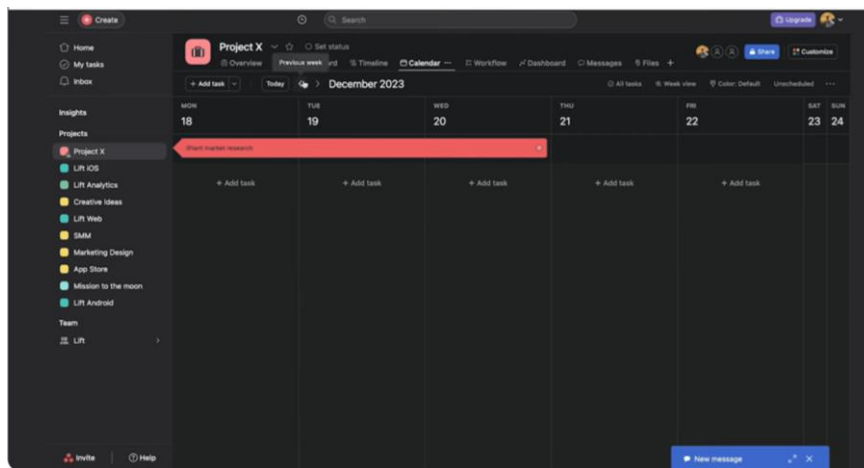 Create
Search
Upgrade
Home
My tasks
Inbox
Insights
Projects
Project X
Lift iOS
Lift Analytics
Creative Ideas
Lift Web
SMM
Marketing Design
App Store
Mission to the moon
Lift Android
Team
Lift
Invite
Help
Project X
Set status
Share
Customize
Overview
Previous week
rd
Timeline
Calendar
Workflow
Dashboard
Messages
Files
+ Add task
Today
December 2023
All tasks
Week view
Color: Default
Unscheduled
MON
TUE
WED
THU
FRI
SAT
SUN
18
19
20
21
22
23
24
market research
+ Add task
+ Add task
+ Add task
+ Add task
+ Add task
New message